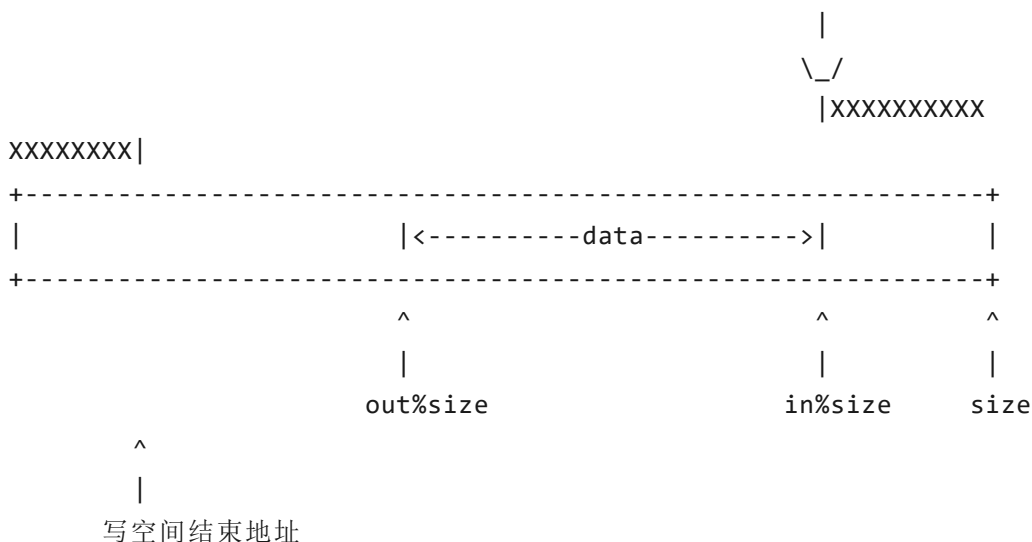 |
\_/
|XXXXXXXXXX
XXXXXXXX|
+--------------------------------------------------------------+
|                        |<----------data---------->|          |
+--------------------------------------------------------------+
^ ^ ^
| | |
out%size in%size size
^
|
写空间结束地址